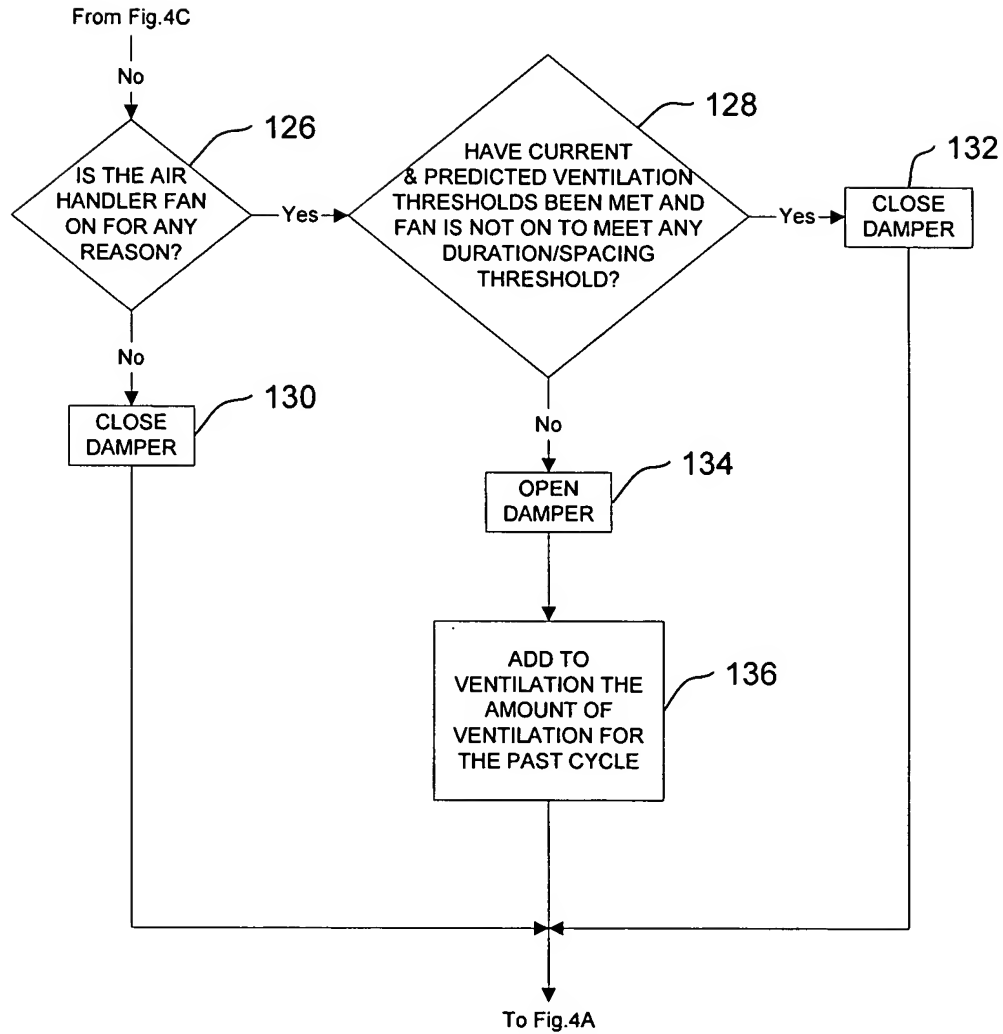 From Fig.4C
No
126
IS THE AIR
HANDLER FAN
ON FOR ANY
REASON?
Yes
128
HAVE CURRENT
& PREDICTED VENTILATION
THRESHOLDS BEEN MET AND
FAN IS NOT ON TO MEET ANY
DURATION/SPACING
THRESHOLD?
Yes
132
CLOSE
DAMPER
No
130
CLOSE
DAMPER
No
134
OPEN
DAMPER
136
ADD TO
VENTILATION THE
AMOUNT OF
VENTILATION FOR
THE PAST CYCLE
To Fig.4A